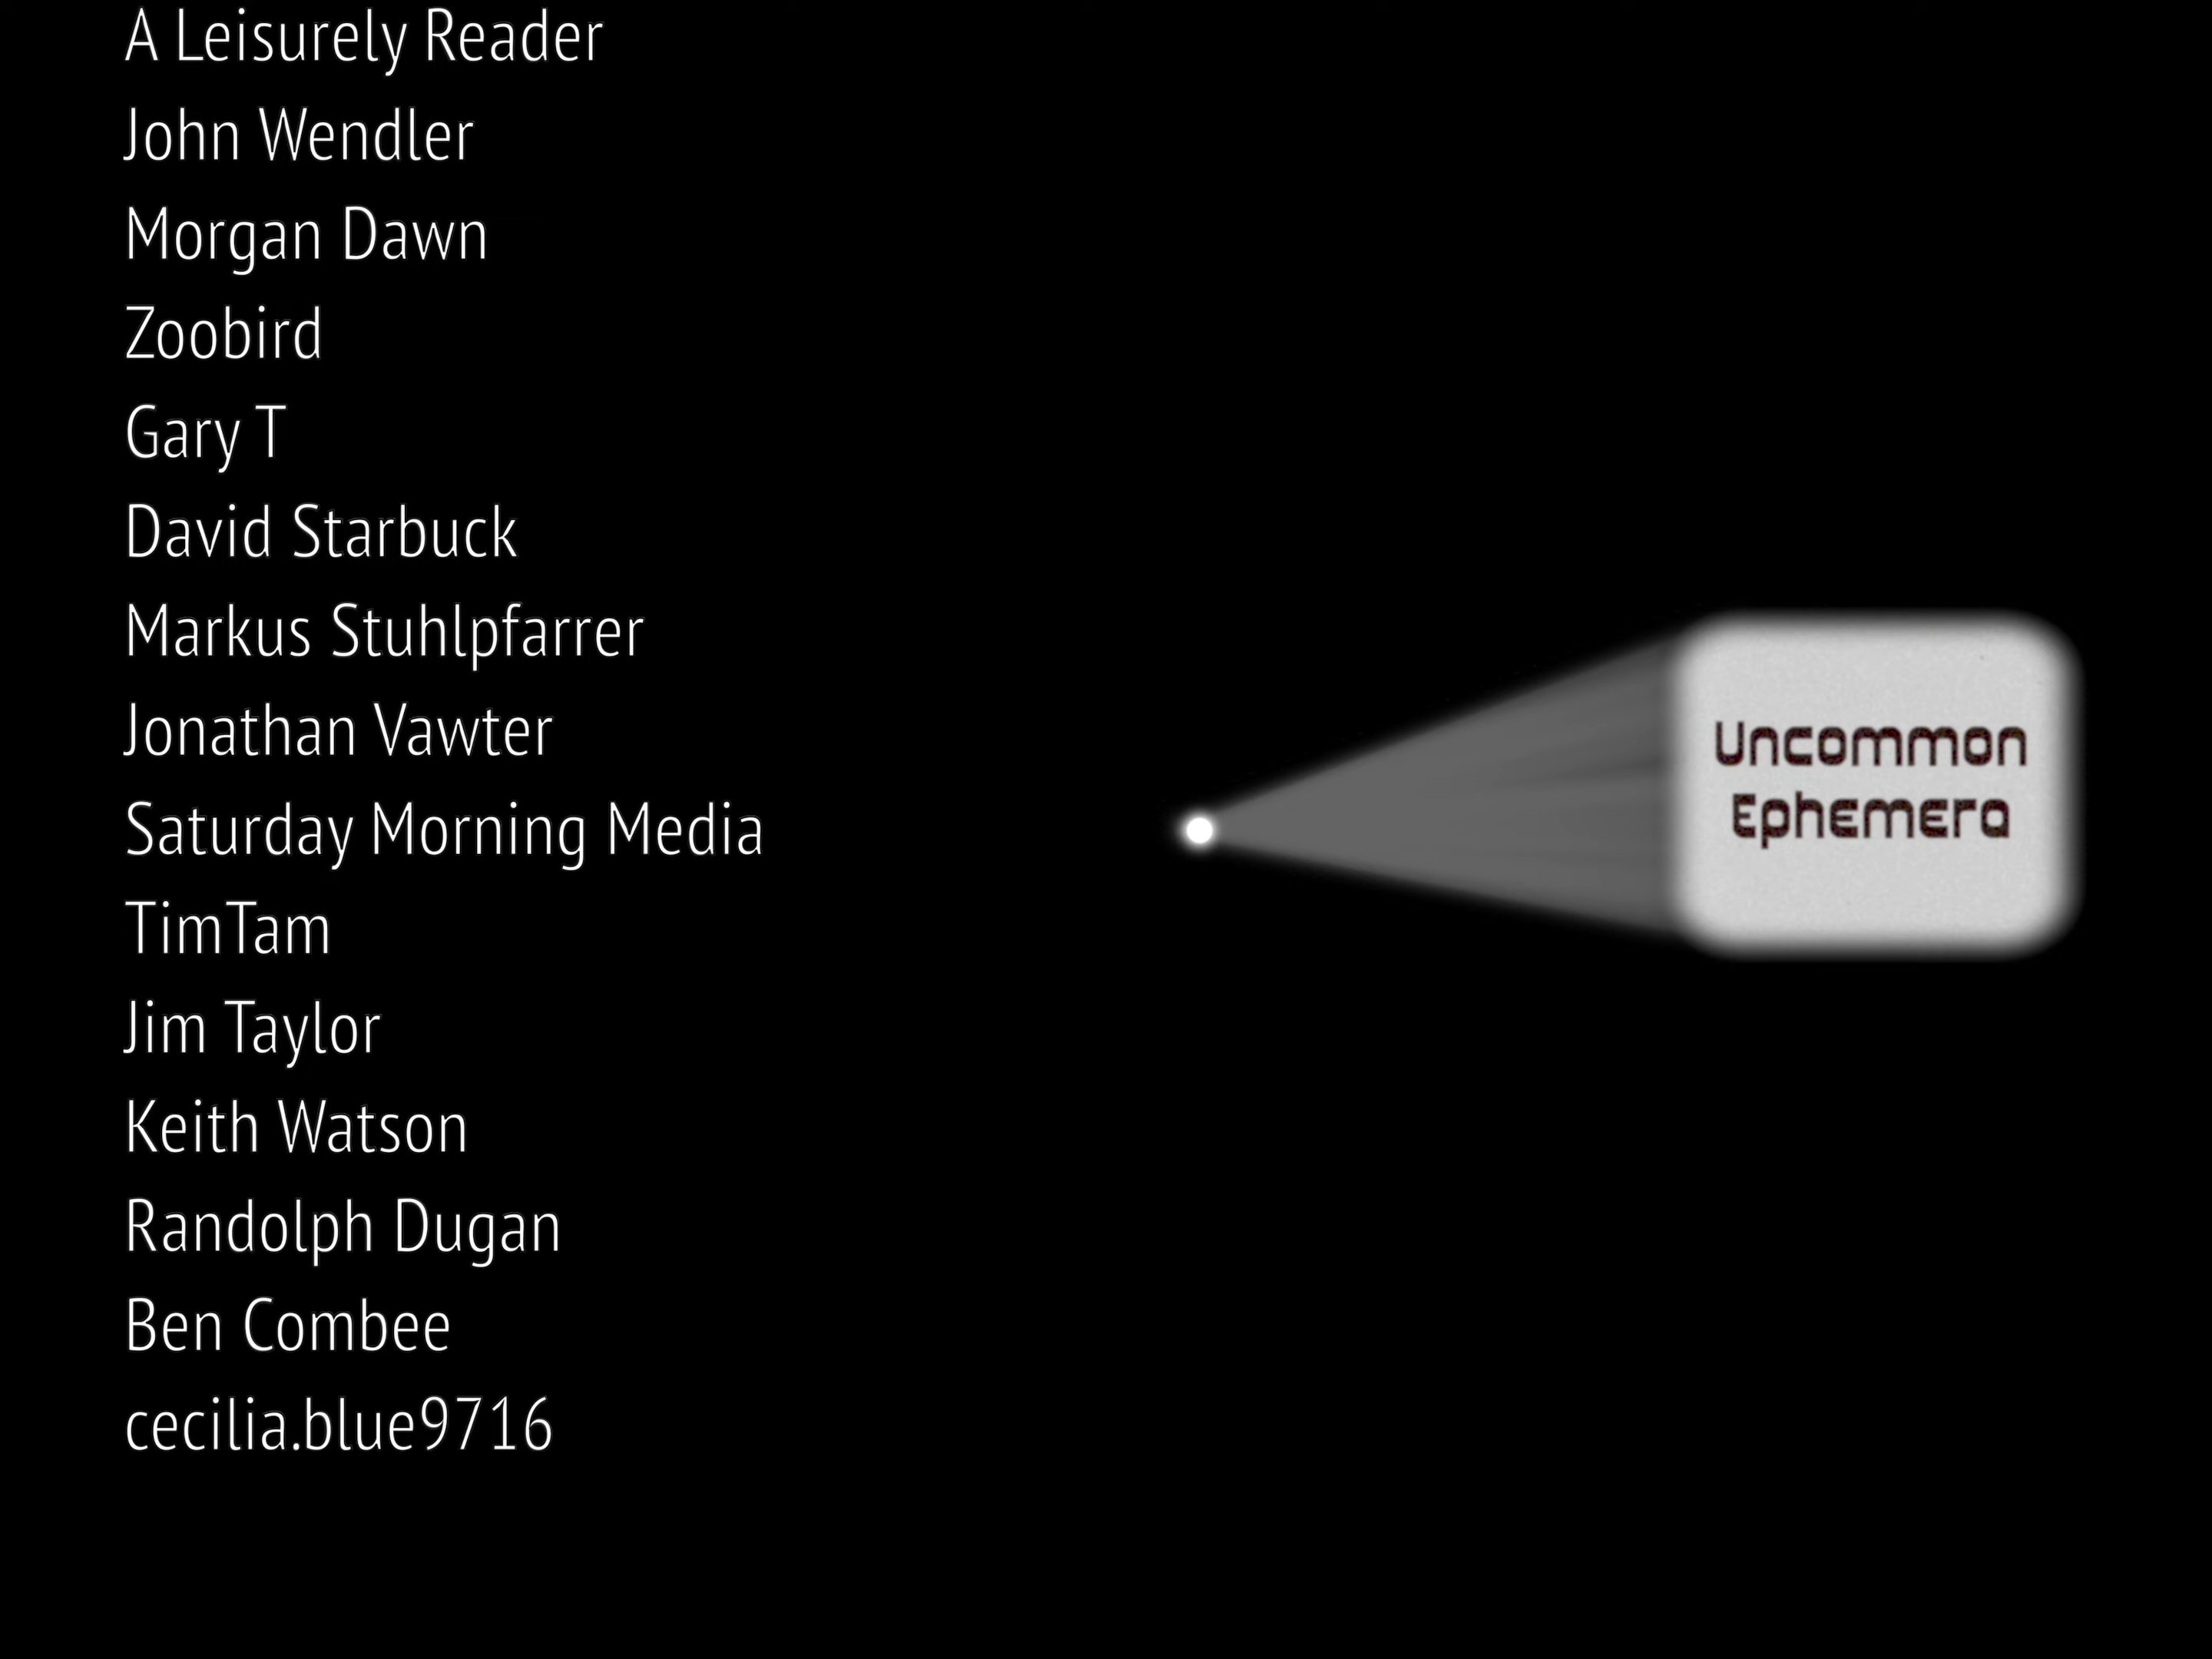 A Leisurely Reader
John Wendler
Morgan Dawn
Zoobird
Gary T
David Starbuck
Markus Stuhlpfarrer
Jonathan Vawter
Saturday Morning Media
TimTam
Jim Taylor
Keith Watson
Randolph Dugan
Ben Combee
cecilia.blue9716
Uncommon
Ephemera